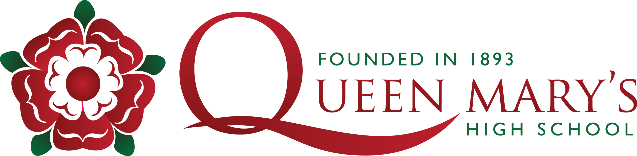 FOUNDED IN 1893
QUEEN MARY'S
HIGH SCHOOL